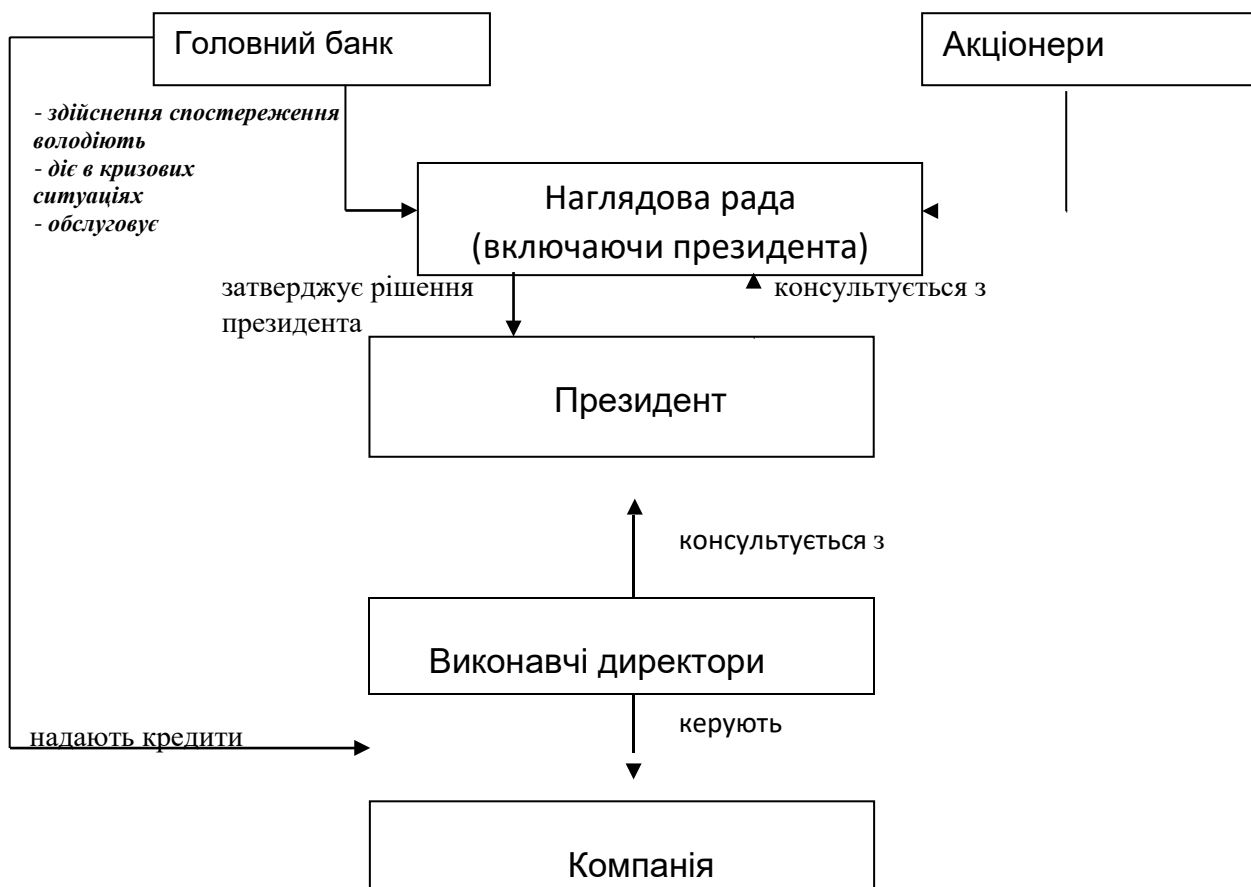 Головний банк
Акціонери
- здійснення спостереження
володіють
- діє в кризових
ситуаціях
- обслуговує
Наглядова рада
(включаючи президента)
затверджує рішення
президента
консультується з
Президент
консультується з
Виконавчі директори
керують
надають кредити
Компанія